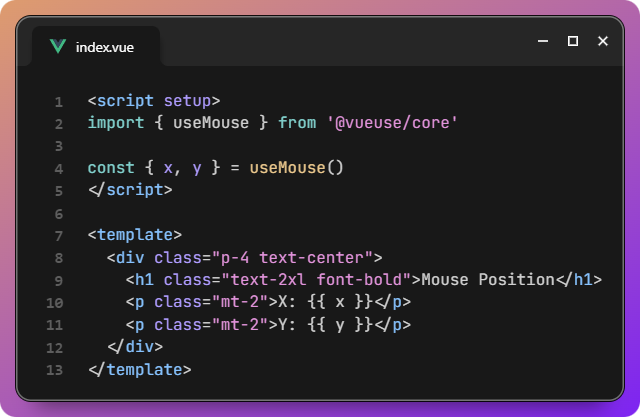 index.vue
1 <script setup>
2 import { useMouse } from '@vueuse/core'
3
4 const { x, y } = useMouse()
5 </script>
6
7 <template>
8   <div class="p-4 text-center">
9     <h1 class="text-2xl font-bold">Mouse Position</h1>
10     <p class="mt-2">X: {{ x }}</p>
11     <p class="mt-2">Y: {{ y }}</p>
12   </div>
13 </template>